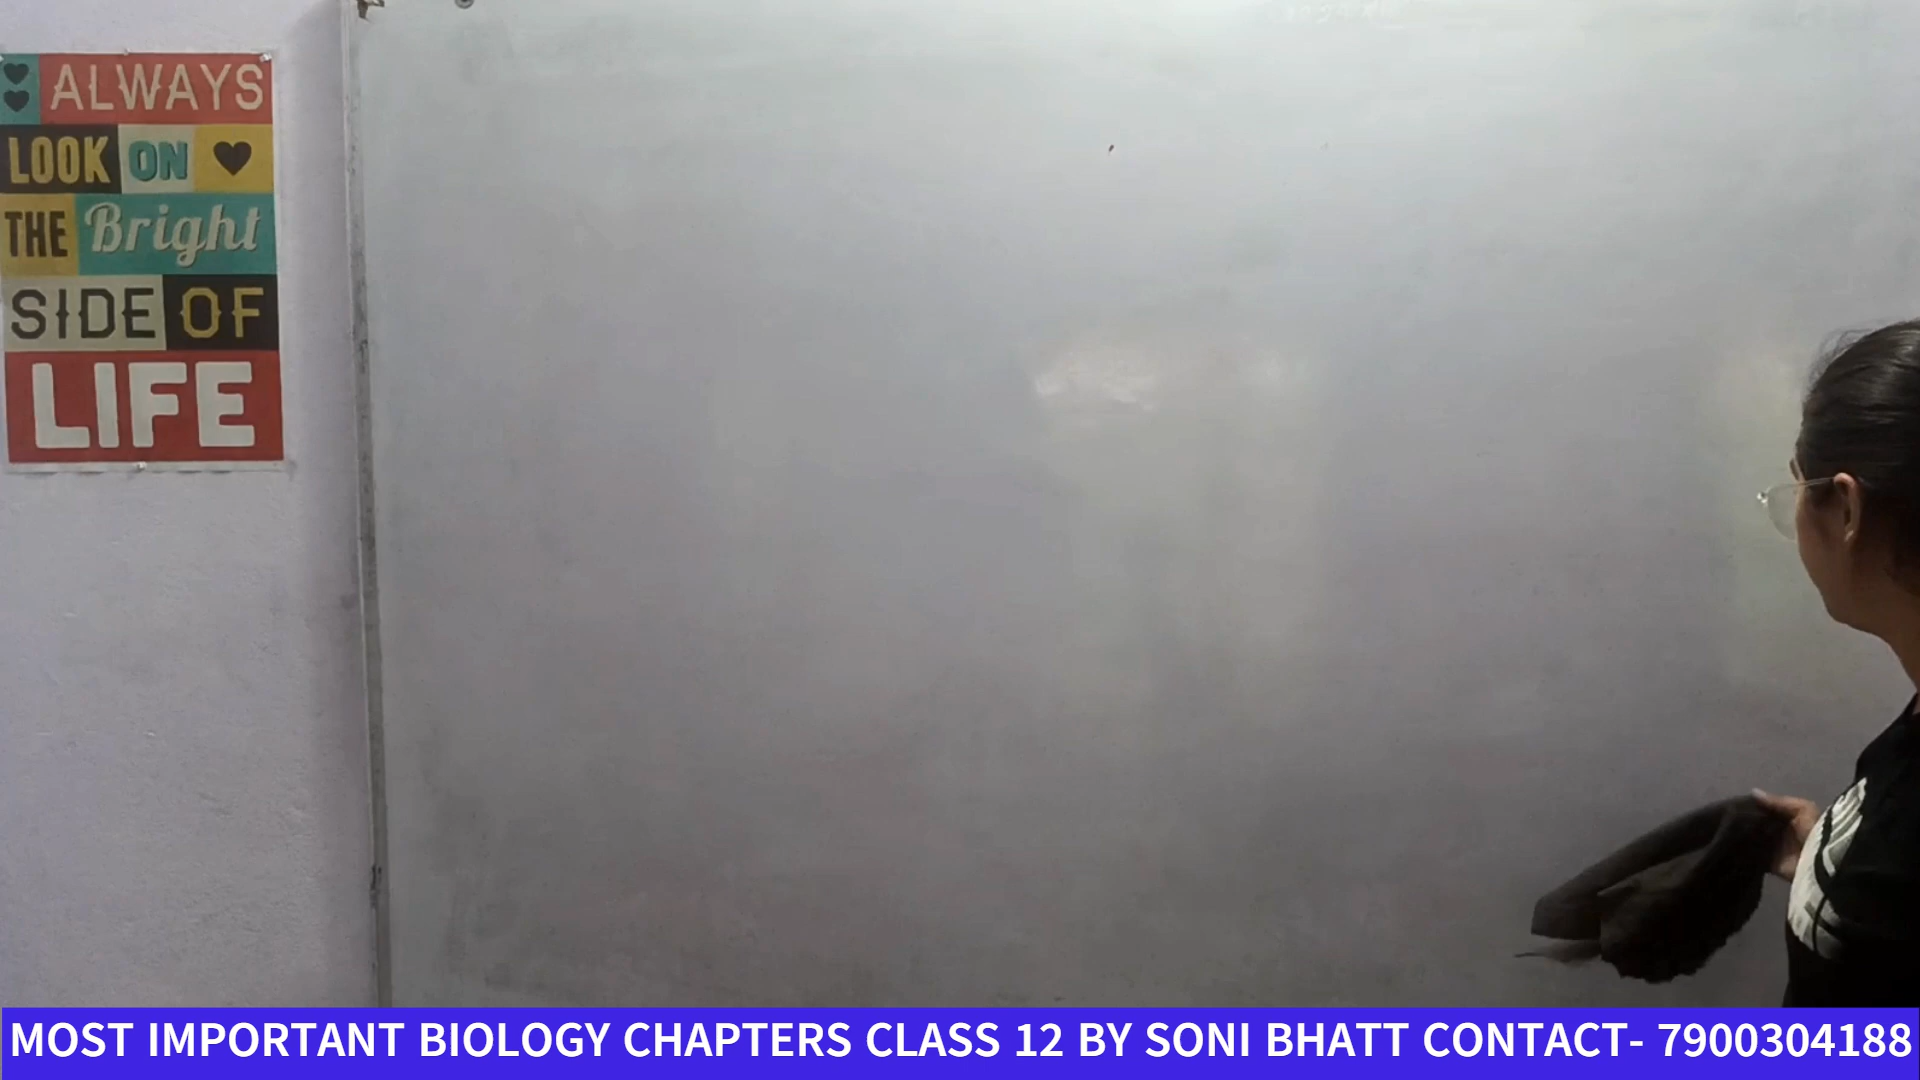 ALWAYS
LOOK ON
THE Bright
SIDE OF
LIFE
MOST IMPORTANT BIOLOGY CHAPTERS CLASS 12 BY SONI BHATT CONTACT- 7900304188